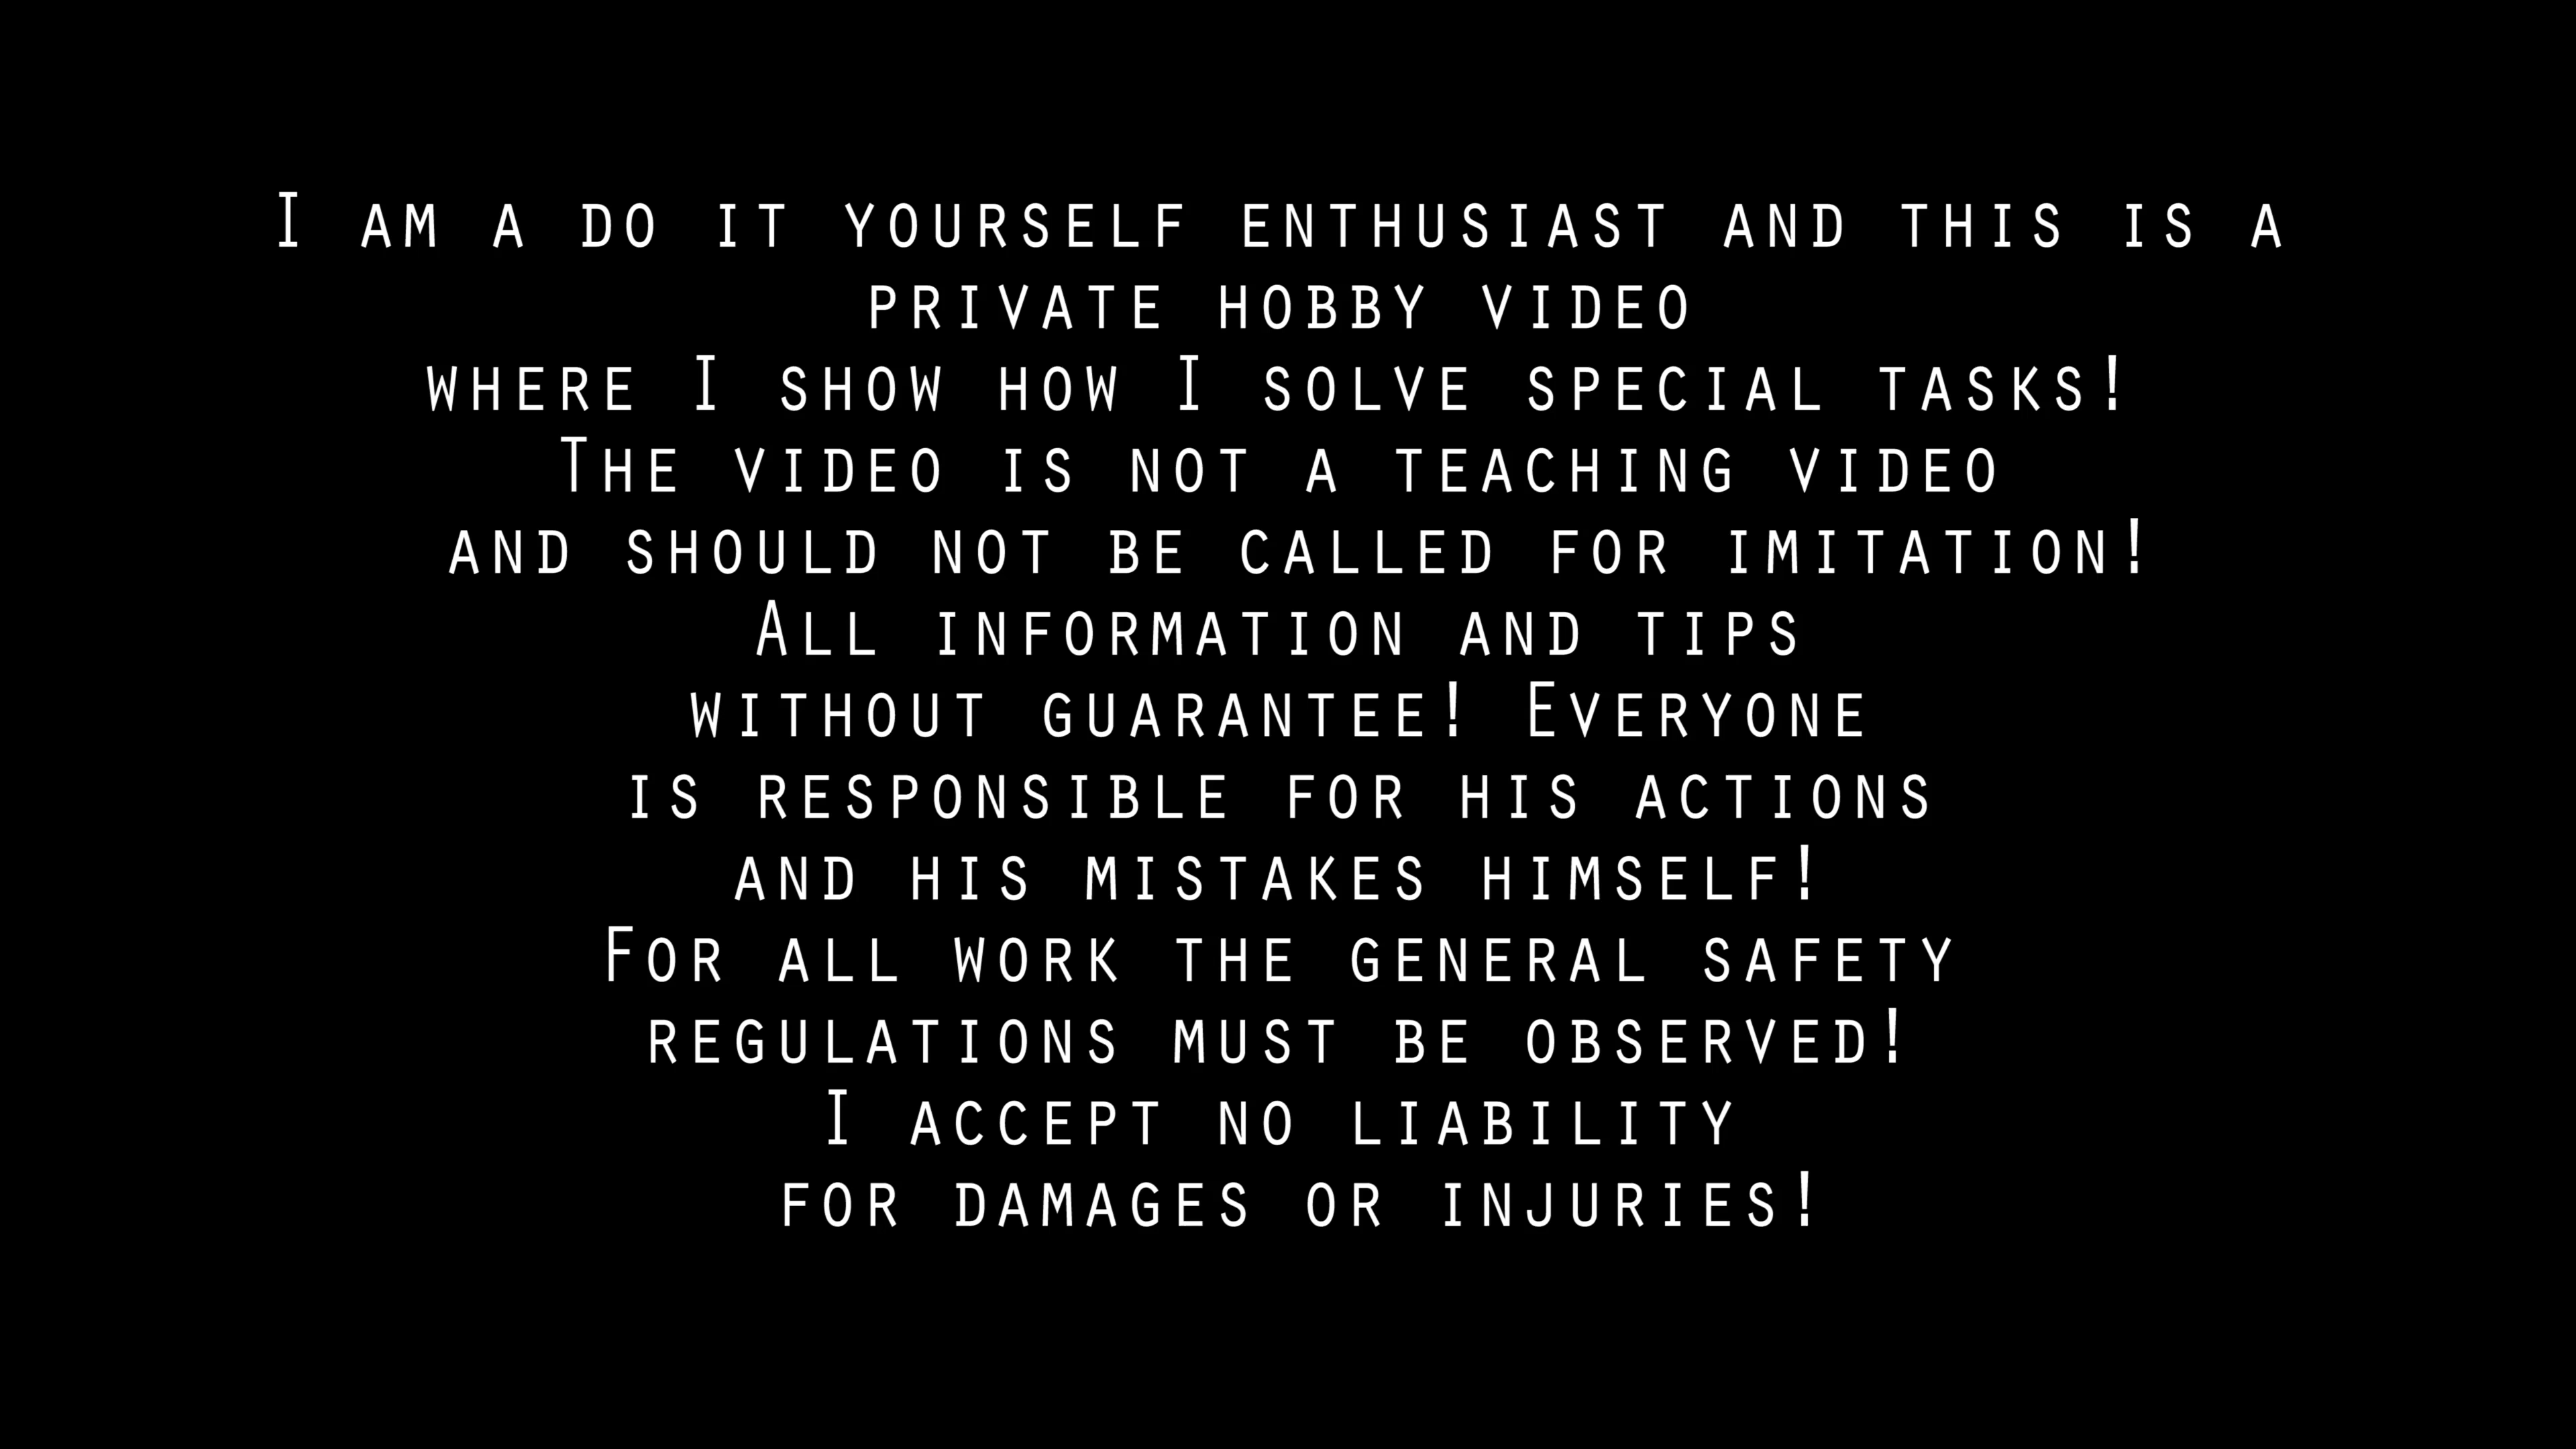 I am a do it yourself enthusiast and this is a
private hobby video
where I show how I solve special tasks!
The video is not a teaching video
and should not be called for imitation!
All information and tips
without guarantee! Everyone
is responsible for his actions
and his mistakes himself!
For all work the general safety
regulations must be observed!
I accept no liability
for damages or injuries!